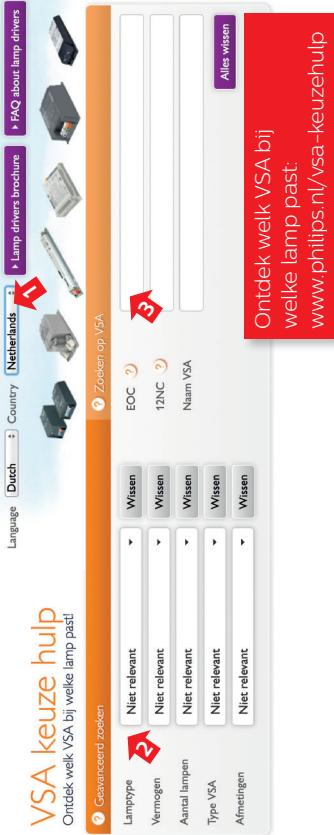 Language Dutch Country Netherlands Lamp drivers brochure FAQ about lamp drivers
1
VSA keuze hulp
Ontdek welk VSA bij welke lamp past!
? Geavanceerd zoeken
2
Lamptype Niet relevant Wissen
Vermogen Niet relevant Wissen
Aantal lampen Niet relevant Wissen
Type VSA Niet relevant Wissen
Afmetingen Niet relevant Wissen
? Zoeken op VSA
3
EOC ?
12NC ?
Naam VSA
Alles wissen
Ontdek welk VSA bij
welke lamp past:
www.philips.nl/vsa-keuzehulp